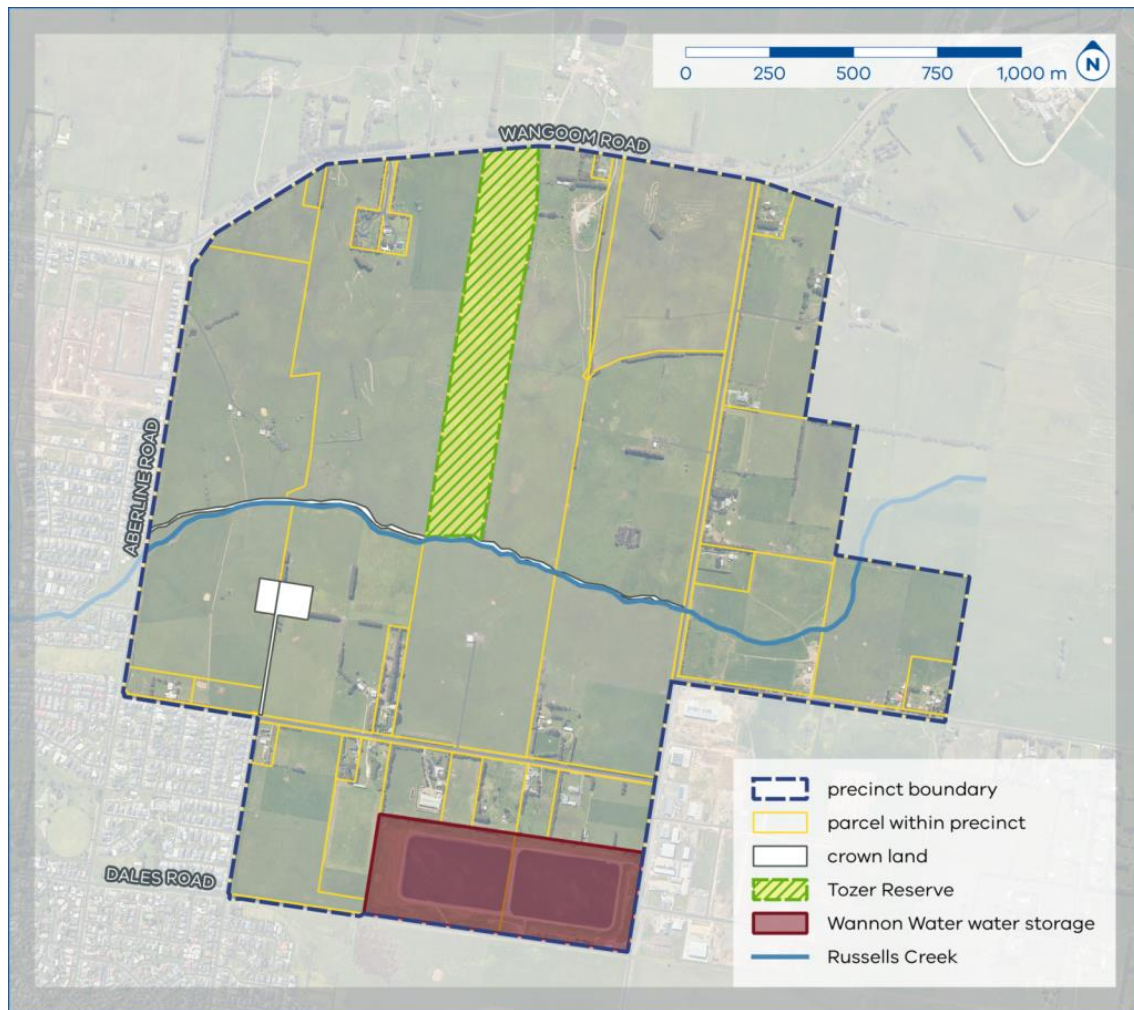 0 250 500 750 1,000 m
N
WANGOOM ROAD
ABERLINE ROAD
DALES ROAD
precinct boundary
parcel within precinct
crown land
Tozer Reserve
Wannon Water water storage
Russells Creek